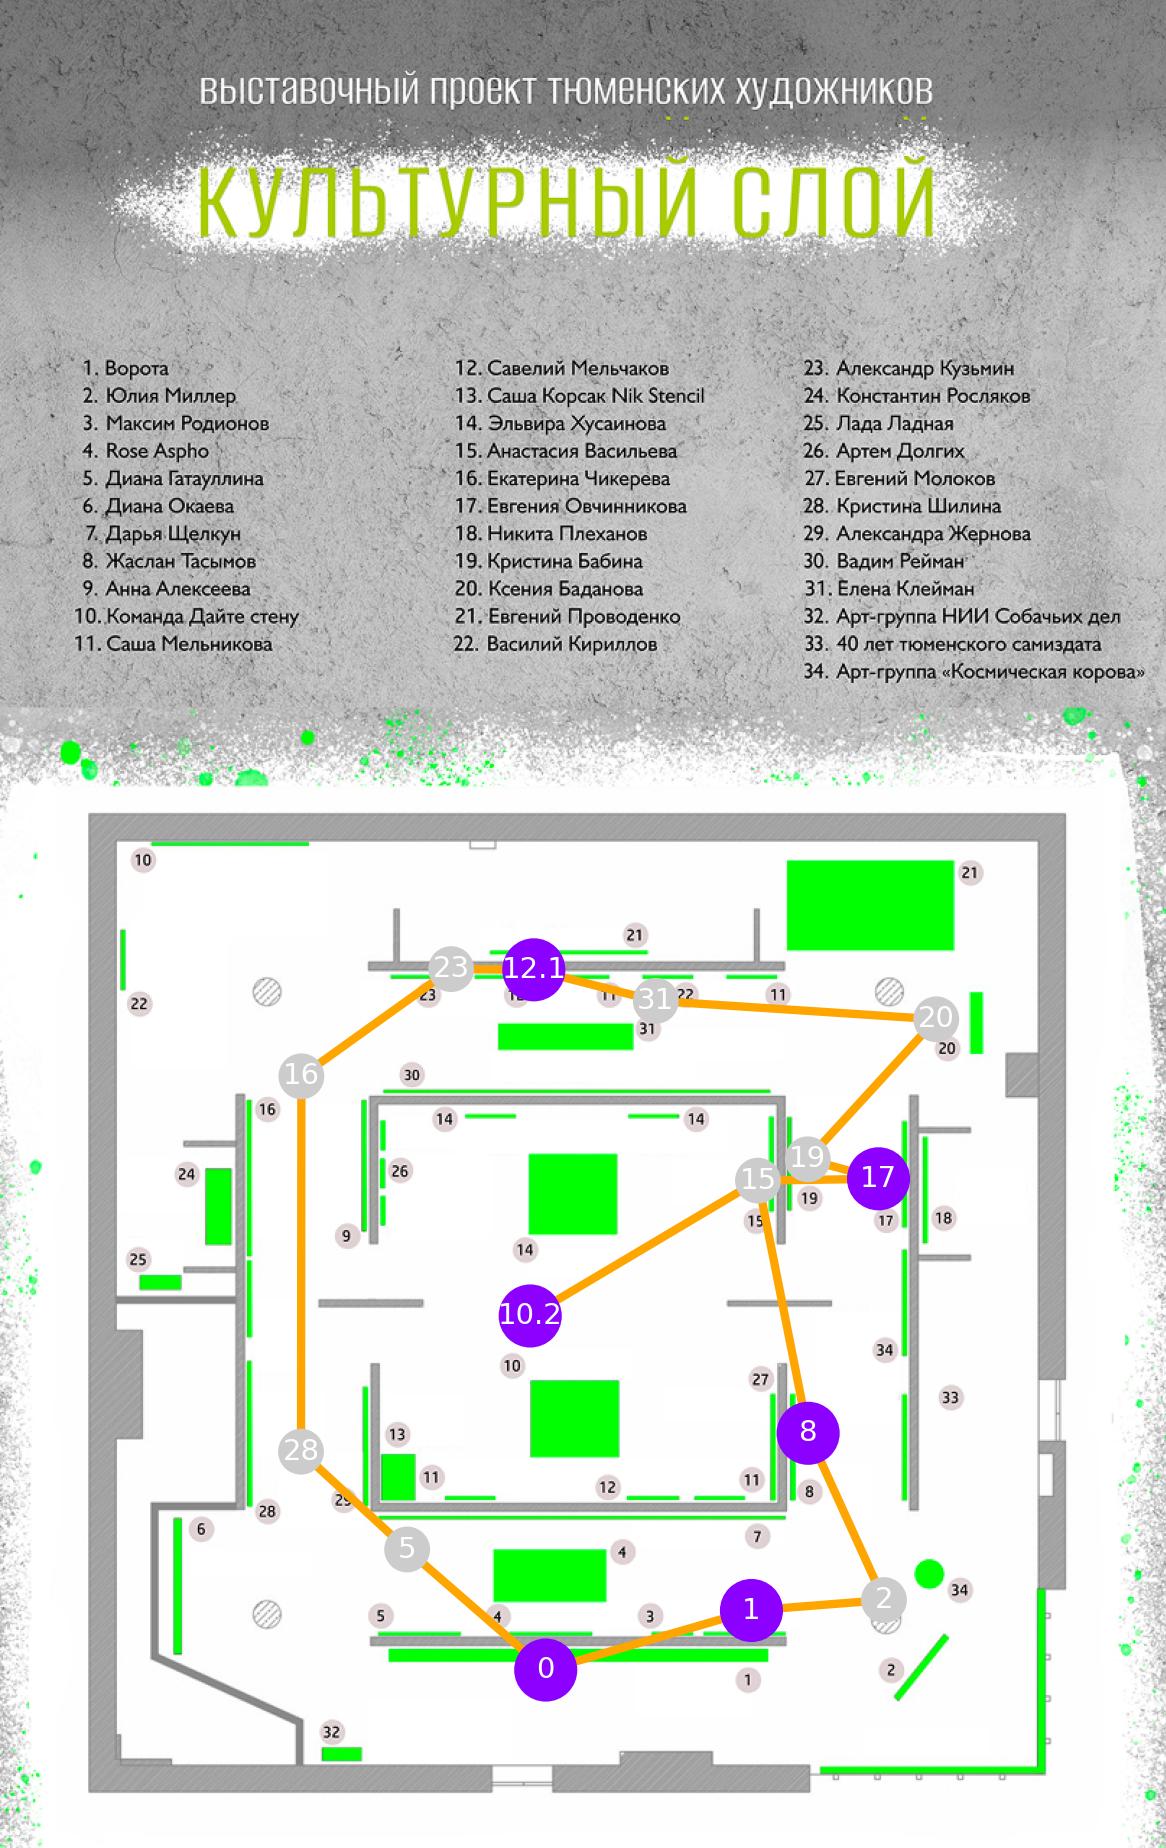 выставочный проект тюменских художников
КУЛЬТУРНЫЙ СЛОЙ
1. Ворота
2. Юлия Миллер
3. Максим Родионов
4. Rose Aspho
5. Диана Гатауллина
6. Диана Окаева
7. Дарья Щелкун
8. Жаслан Тасымов
9. Анна Алексеева
10. Команда Дайте стену
11. Саша Мельникова
12. Савелий Мельчаков
13. Саша Корсак Nik Stencil
14. Эльвира Хусаинова
15. Анастасия Васильева
16. Екатерина Чикерева
17. Евгения Овчинникова
18. Никита Плеханов
19. Кристина Бабина
20. Ксения Баданова
21. Евгений Проводенко
22. Василий Кириллов
23. Александр Кузьмин
24. Константин Росляков
25. Лада Ладная
26. Артем Долгих
27. Евгений Молоков
28. Кристина Шилина
29. Александра Жернова
30. Вадим Рейман
31. Елена Клейман
32. Арт-группа НИИ Собачьих дел
33. 40 лет тюменского самиздата
34. Арт-группа «Космическая корова»
10
21
21
23 12.1
31
22
23
11
22
11
20
31
20
16
30
16
14
14
19
24
26
15
17
15
19
17
18
9
25
14
10.2
34
10
27
33
13
8
28
11
12
11
8
29
28
6
7
5
4
34
2
1
5
4
3
0
2
1
32